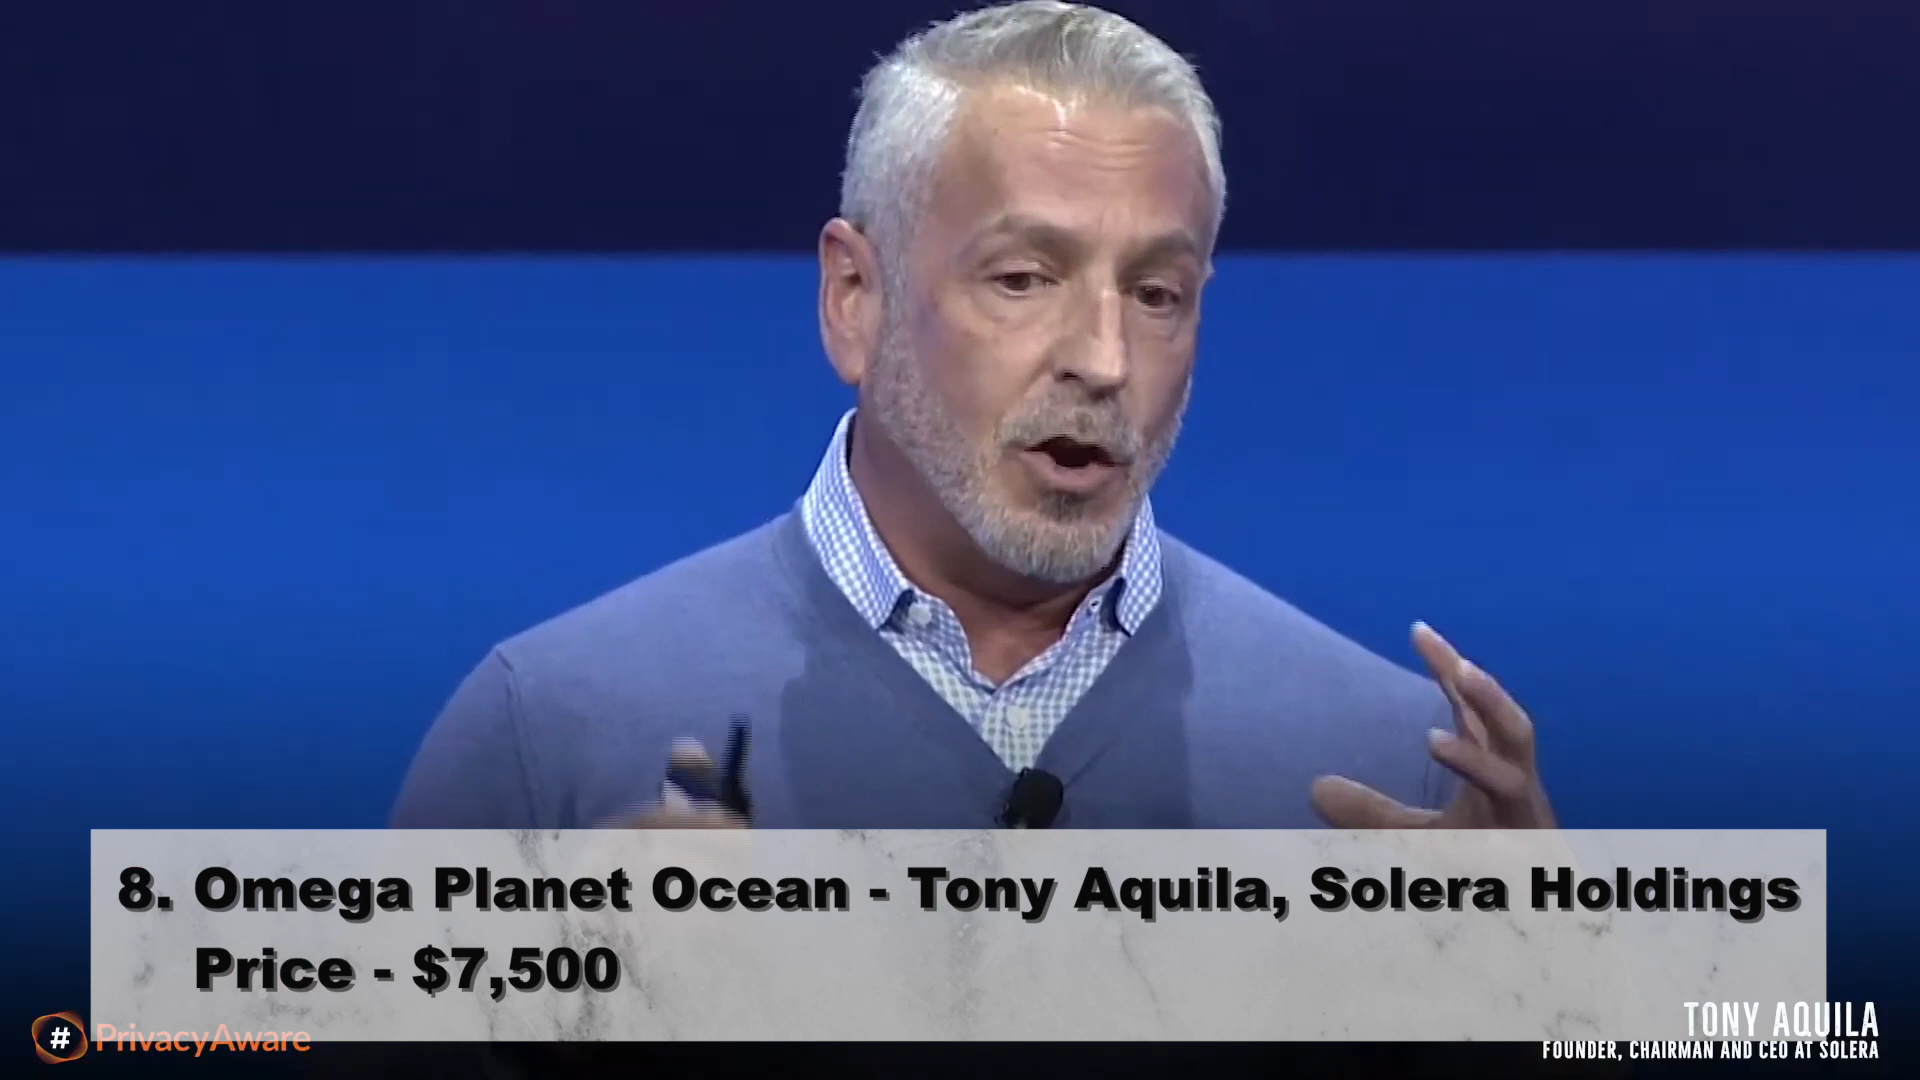 8. Omega Planet Ocean - Tony Aquila, Solera Holdings
Price - $7,500
# PrivacyAware
TONY AQUILA
FOUNDER, CHAIRMAN AND CEO AT SOLERA